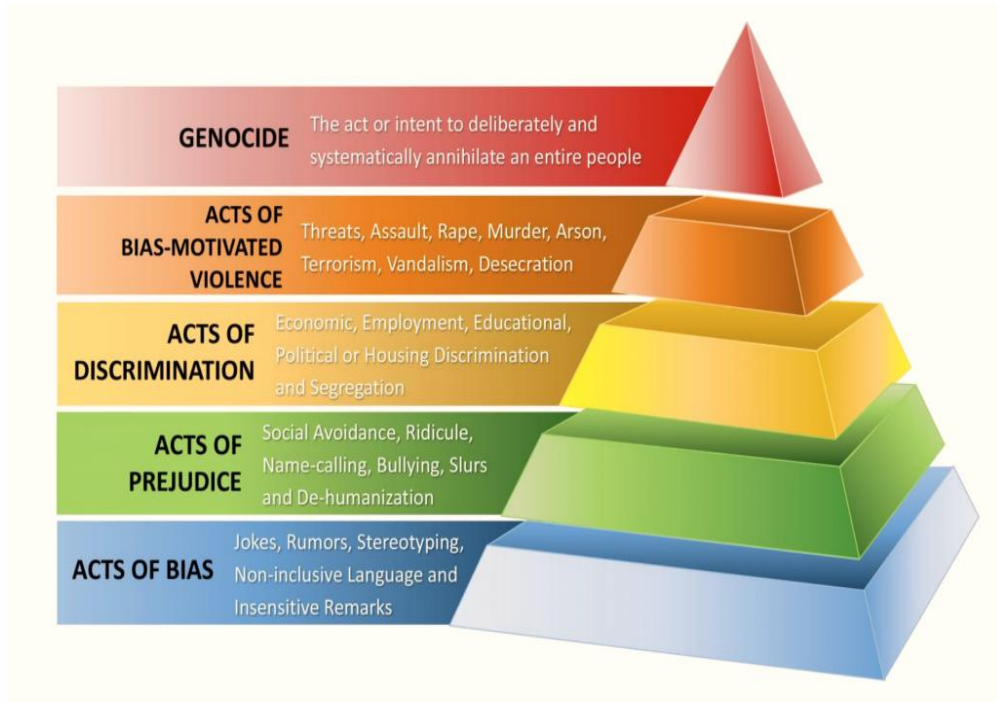 GENOCIDE
The act or intent to deliberately and
systematically annihilate an entire people
ACTS OF
BIAS-MOTIVATED
VIOLENCE
Threats, Assault, Rape, Murder, Arson,
Terrorism, Vandalism, Desecration
ACTS OF
DISCRIMINATION
Economic, Employment, Educational,
Political or Housing Discrimination
and Segregation
ACTS OF
PREJUDICE
Social Avoidance, Ridicule,
Name-calling, Bullying, Slurs
and De-humanization
ACTS OF BIAS
Jokes, Rumors, Stereotyping,
Non-inclusive Language and
Insensitive Remarks